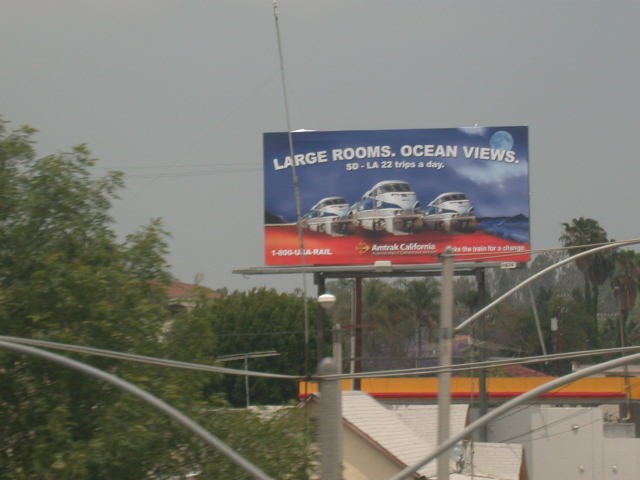 LARGE ROOMS. OCEAN VIEWS.
SD - LA 22 trips a day.
1-800-USA-RAIL
Amtrak California
Take the train for a change.